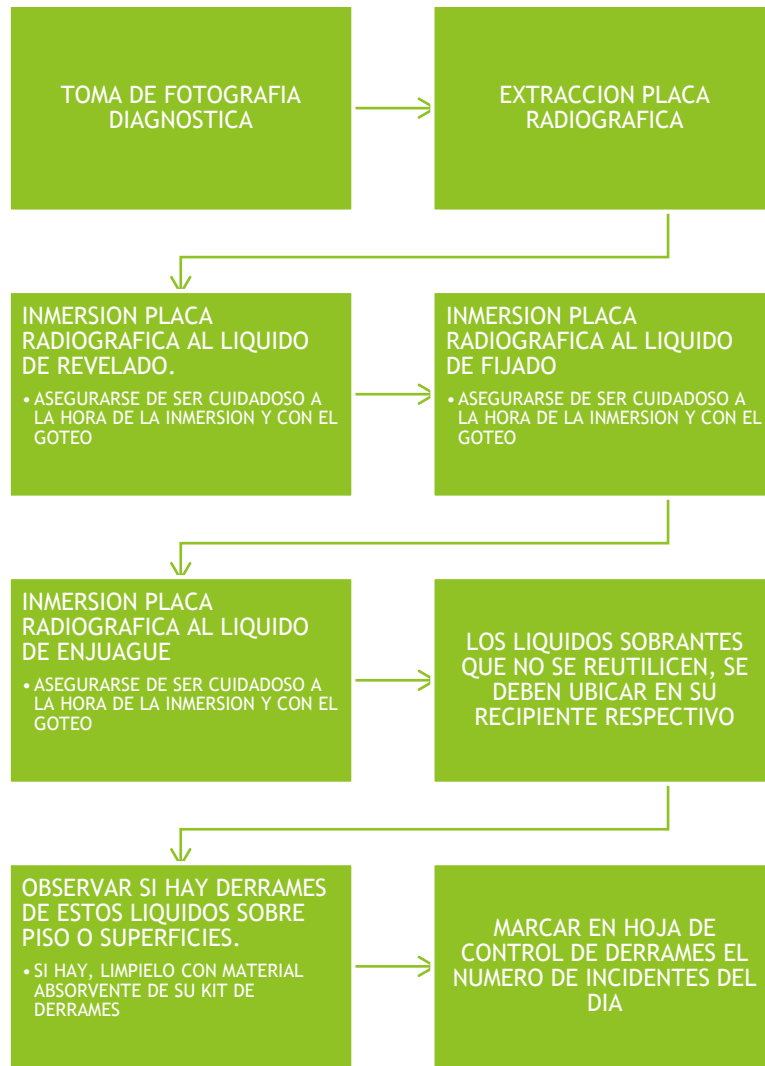 TOMA DE FOTOGRAFIA
DIAGNOSTICA
EXTRACCION PLACA
RADIOGRAFICA
INMERSION PLACA
RADIOGRAFICA AL LIQUIDO
DE REVELADO.
• ASEGURARSE DE SER CUIDADOSO A
LA HORA DE LA INMERSION Y CON EL
GOTEO
INMERSION PLACA
RADIOGRAFICA AL LIQUIDO
DE FIJADO
• ASEGURARSE DE SER CUIDADOSO A
LA HORA DE LA INMERSION Y CON EL
GOTEO
INMERSION PLACA
RADIOGRAFICA AL LIQUIDO
DE ENJUAGUE
• ASEGURARSE DE SER CUIDADOSO A
LA HORA DE LA INMERSION Y CON EL
GOTEO
LOS LIQUIDOS SOBRANTES
QUE NO SE REUTILICEN, SE
DEBEN UBICAR EN SU
RECIPIENTE RESPECTIVO
OBSERVAR SI HAY DERRAMES
DE ESTOS LIQUIDOS SOBRE
PISO O SUPERFICIES.
• SI HAY, LIMPIELO CON MATERIAL
ABSORVENTE DE SU KIT DE
DERRAMES
MARCAR EN HOJA DE
CONTROL DE DERRAMES EL
NUMERO DE INCIDENTES DEL
DIA